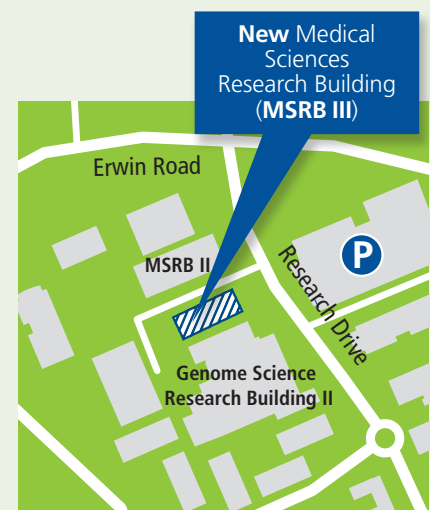 New Medical
Sciences
Research Building
(MSRB III)
Erwin Road
MSRB II
P
Research Drive
Genome Science
Research Building II